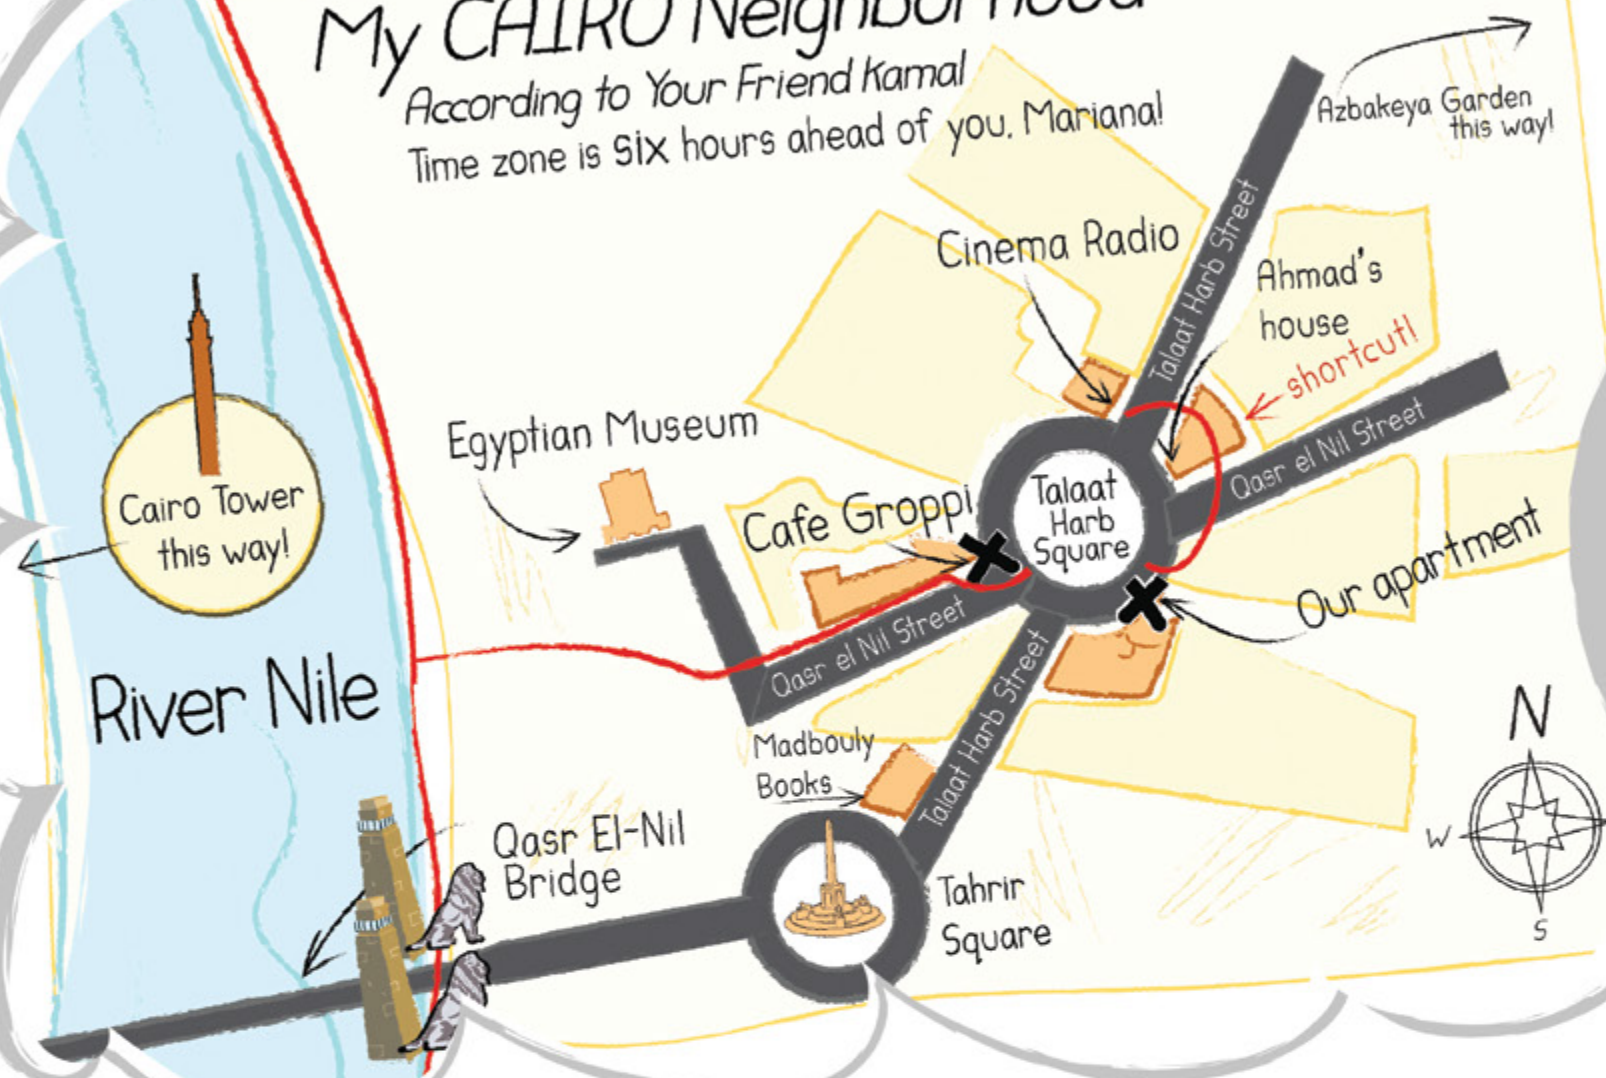 My CAIRO Neighborhood
According to Your Friend Kamal
Time zone is six hours ahead of you, Mariana!
Azbakeya Garden
this way!
Cinema Radio
Talaat Harb Street
Ahmad's
house
shortcut!
Egyptian Museum
Cairo Tower
this way!
Cafe Groppi
Talaat
Harb
Square
Qasr el Nil Street
Our apartment
Qasr el Nil Street
River Nile
Talaat Harb Street
Madbouly
Books
Qasr El-Nil
Bridge
Tahrir
Square
N
W
S